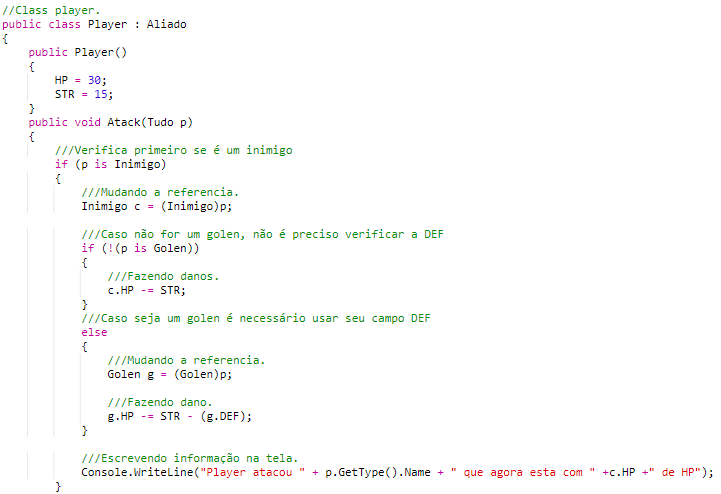 //Class player.
public class Player : Aliado
{
    public Player()
    {
        HP = 30;
        STR = 15;
    }
    public void Atack(Tudo p)
    {
        ///Verifica primeiro se é um inimigo
        if (p is Inimigo)
        {
            ///Mudando a referencia.
            Inimigo c = (Inimigo)p;

            ///Caso não for um golen, não é preciso verificar a DEF
            if (!(p is Golen))
            {
                ///Fazendo danos.
                c.HP -= STR;
            }
            ///Caso seja um golen é necessário usar seu campo DEF
            else
            {
                ///Mudando a referencia.
                Golen g = (Golen)p;

                ///Fazendo dano.
                g.HP -= STR - (g.DEF);
            }

            ///Escrevendo informação na tela.
            Console.WriteLine("Player atacou " + p.GetType().Name + " que agora esta com " +c.HP +" de HP");
        }